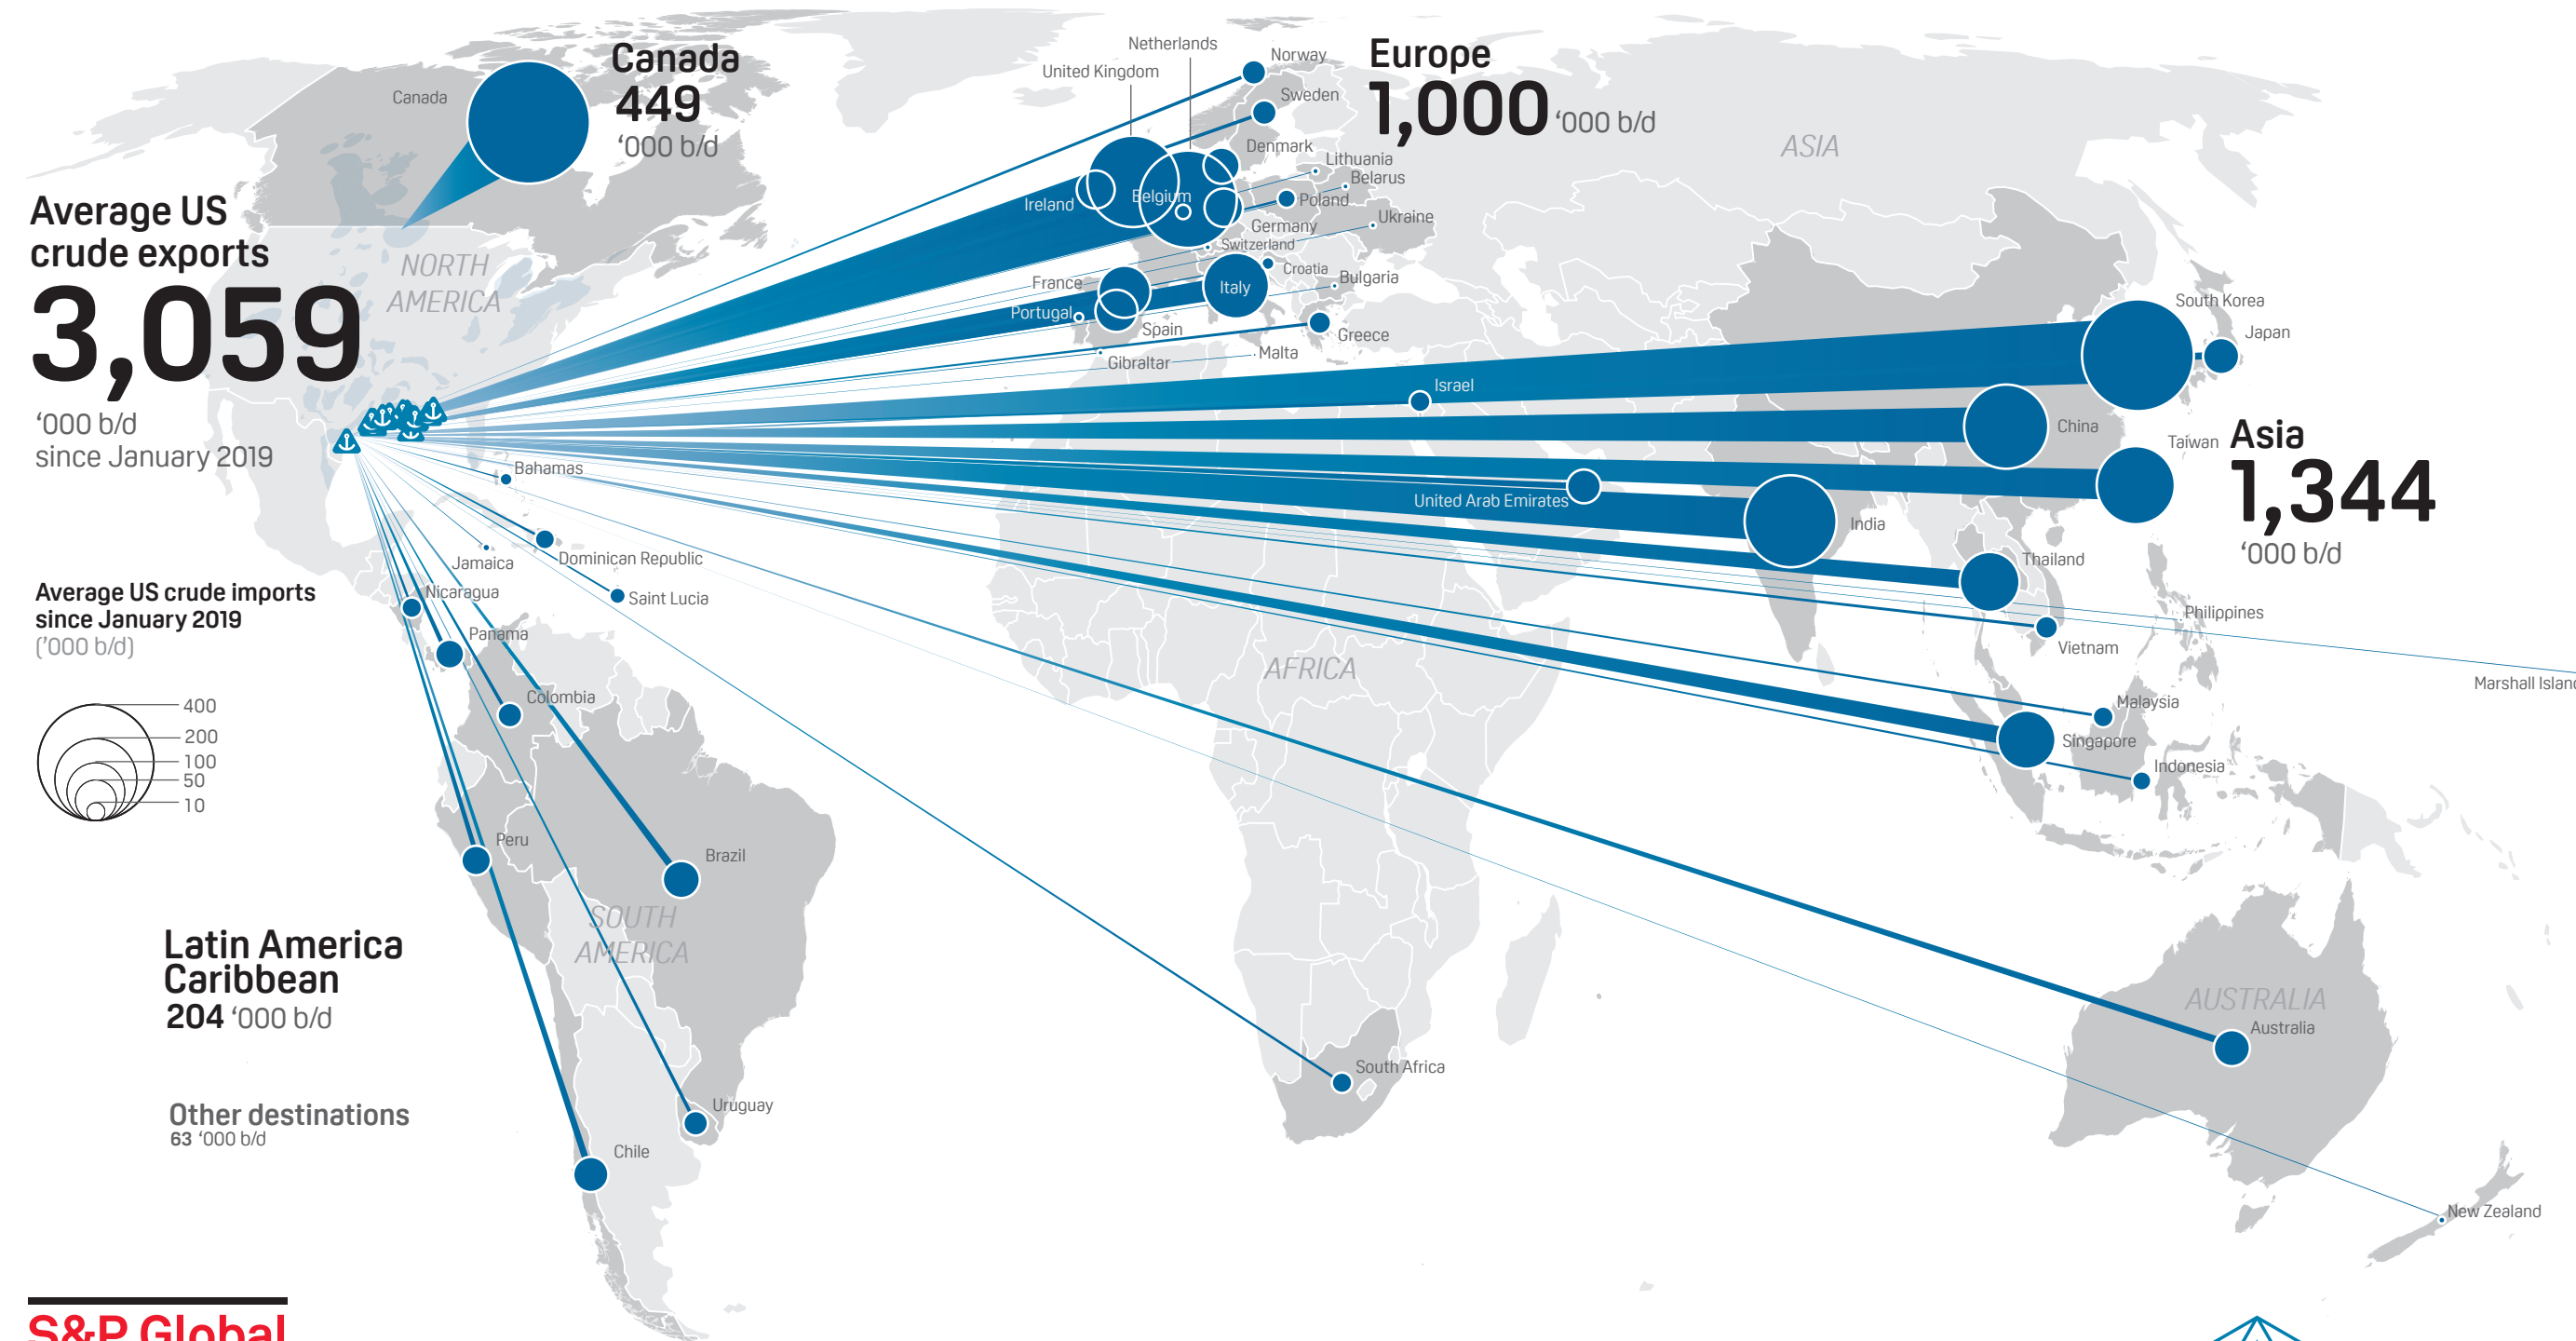 Average US
crude exports
3,059
‘000 b/d
since January 2019
Canada
Canada
449
‘000 b/d
NORTH
AMERICA
Netherlands
United Kingdom
Norway
Sweden
Denmark
Lithuania
Belarus
Poland
Ukraine
Ireland
Belgium
Germany
Switzerland
Croatia
Bulgaria
France
Italy
Portugal
Spain
Greece
Gibraltar
Malta
Europe
1,000 ‘000 b/d
ASIA
South Korea
Japan
Israel
China
Taiwan
Asia
1,344
‘000 b/d
United Arab Emirates
India
Thailand
Philippines
Vietnam
Marshall Islan
Malaysia
Singapore
Indonesia
Bahamas
Jamaica
Dominican Republic
Saint Lucia
Nicaragua
Panama
Colombia
Peru
Brazil
SOUTH
AMERICA
Uruguay
Chile
AFRICA
South Africa
AUSTRALIA
Australia
New Zealand
Average US crude imports
since January 2019
(’000 b/d)
400
200
100
50
10
Latin America
Caribbean
204 ‘000 b/d
Other destinations
63 ‘000 b/d
S&P Global